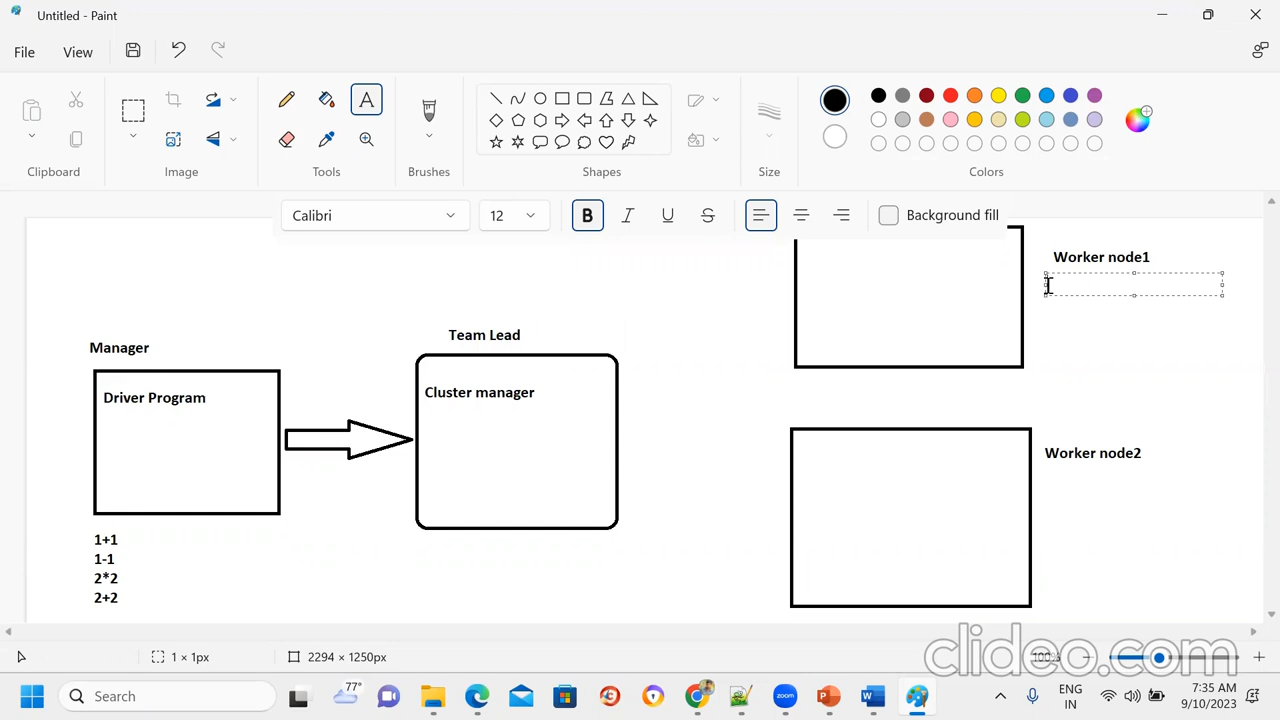 Untitled - Paint
File
View
Clipboard
Image
Tools
Brushes
Shapes
Size
Colors
Calibri
12
B
I
U
S
Background fill
Worker node1
Team Lead
Manager
Driver Program
Cluster manager
Worker node2
1+1
1-1
2*2
2+2
1 × 1px
2294 × 1250px
100%
clideo.com
Search
77°
ENG
IN
7:35 AM
9/10/2023